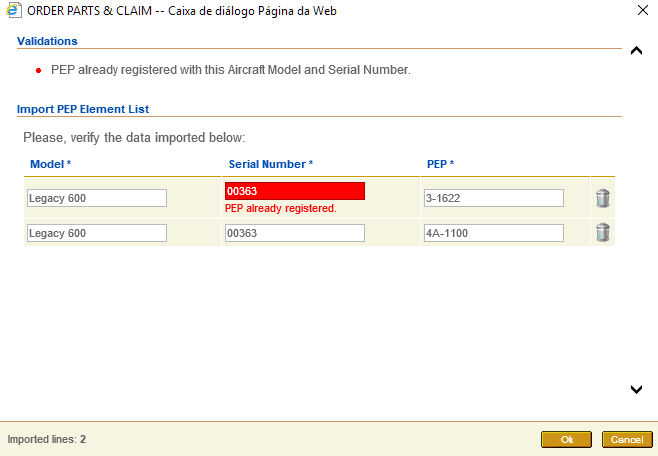 ORDER PARTS & CLAIM -- Caixa de diálogo Página da Web
Validations
PEP already registered with this Aircraft Model and Serial Number.
Import PEP Element List
Please, verify the data imported below:
Model * Serial Number * PEP *
Legacy 600 00363 3-1622
PEP already registered.
Legacy 600 00363 4A-1100
Imported lines: 2 Ok Cancel